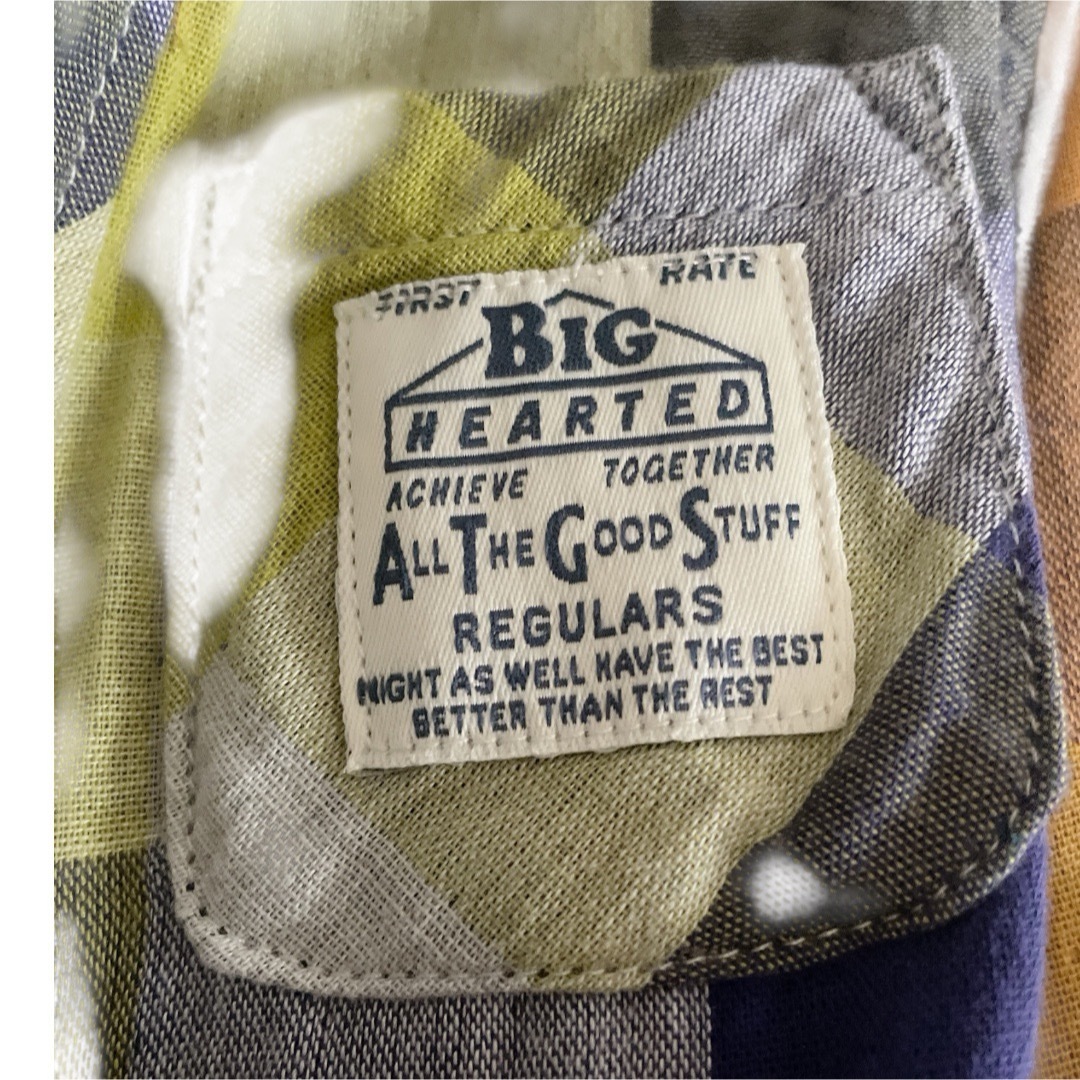 FIRST RATE
BIG
HEARTED
ACHIEVE TOGETHER
ALL THE GOOD STUFF
REGULARS
MIGHT AS WELL HAVE THE BEST
BETTER THAN THE REST